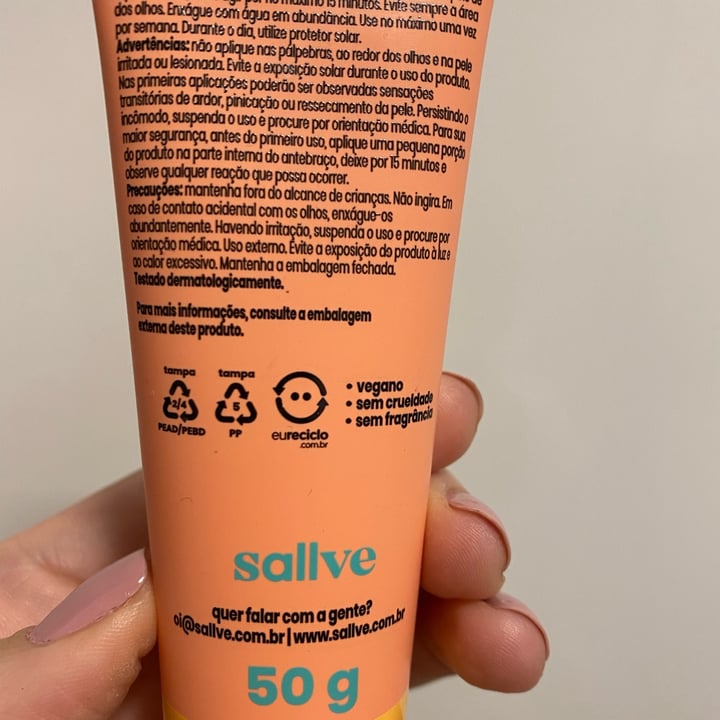 por no máximo 15 minutos. Evite sempre a área
dos olhos. Enxágue com água em abundância. Use no máximo uma vez
por semana. Durante o dia, utilize protetor solar.
Advertências: não aplique nas pálpebras, ao redor dos olhos e na pele
irritada ou lesionada. Evite a exposição solar durante o uso do produto.
Nas primeiras aplicações poderão ser observadas sensações
transitórias de ardor, pinicação ou ressecamento da pele. Persistindo o
incômodo, suspenda o uso e procure por orientação médica. Para sua
maior segurança, antes do primeiro uso, aplique uma pequena porção
do produto na parte interna do antebraço, deixe por 15 minutos e
observe qualquer reação que possa ocorrer.
Precauções: mantenha fora do alcance de crianças. Não ingira. Em
caso de contato acidental com os olhos, enxágue-os
abundantemente. Havendo irritação, suspenda o uso e procure por
orientação médica. Uso externo. Evite a exposição do produto à luz e
ao calor excessivo. Mantenha a embalagem fechada.
Testado dermatologicamente.
Para mais informações, consulte a embalagem
externa deste produto.
tampa
2/4
PEAD/PEBD
tampa
5
PP
eureciclo
.com.br
• vegano
• sem crueldade
• sem fragrância
sallve
quer falar com a gente?
oi@sallve.com.br | www.sallve.com.br
50 g